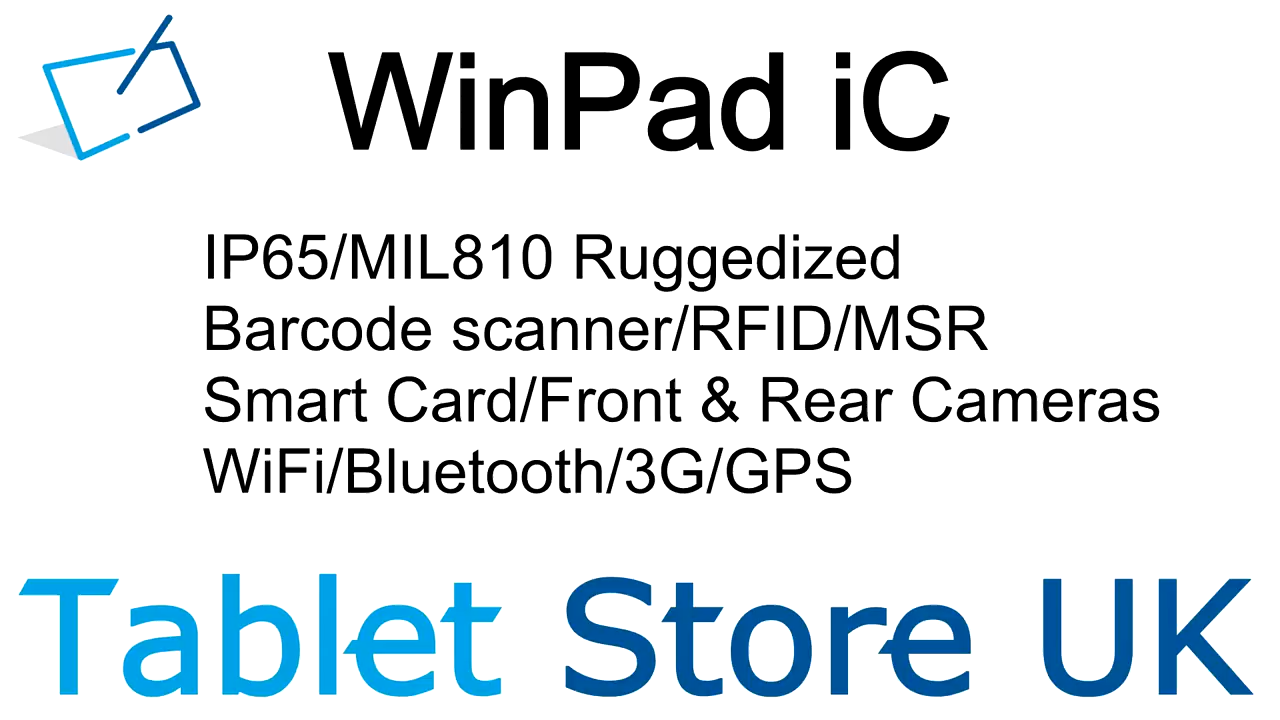 WinPad iC
IP65/MIL810 Ruggedized
Barcode scanner/RFID/MSR
Smart Card/Front & Rear Cameras
WiFi/Bluetooth/3G/GPS
Tablet Store UK